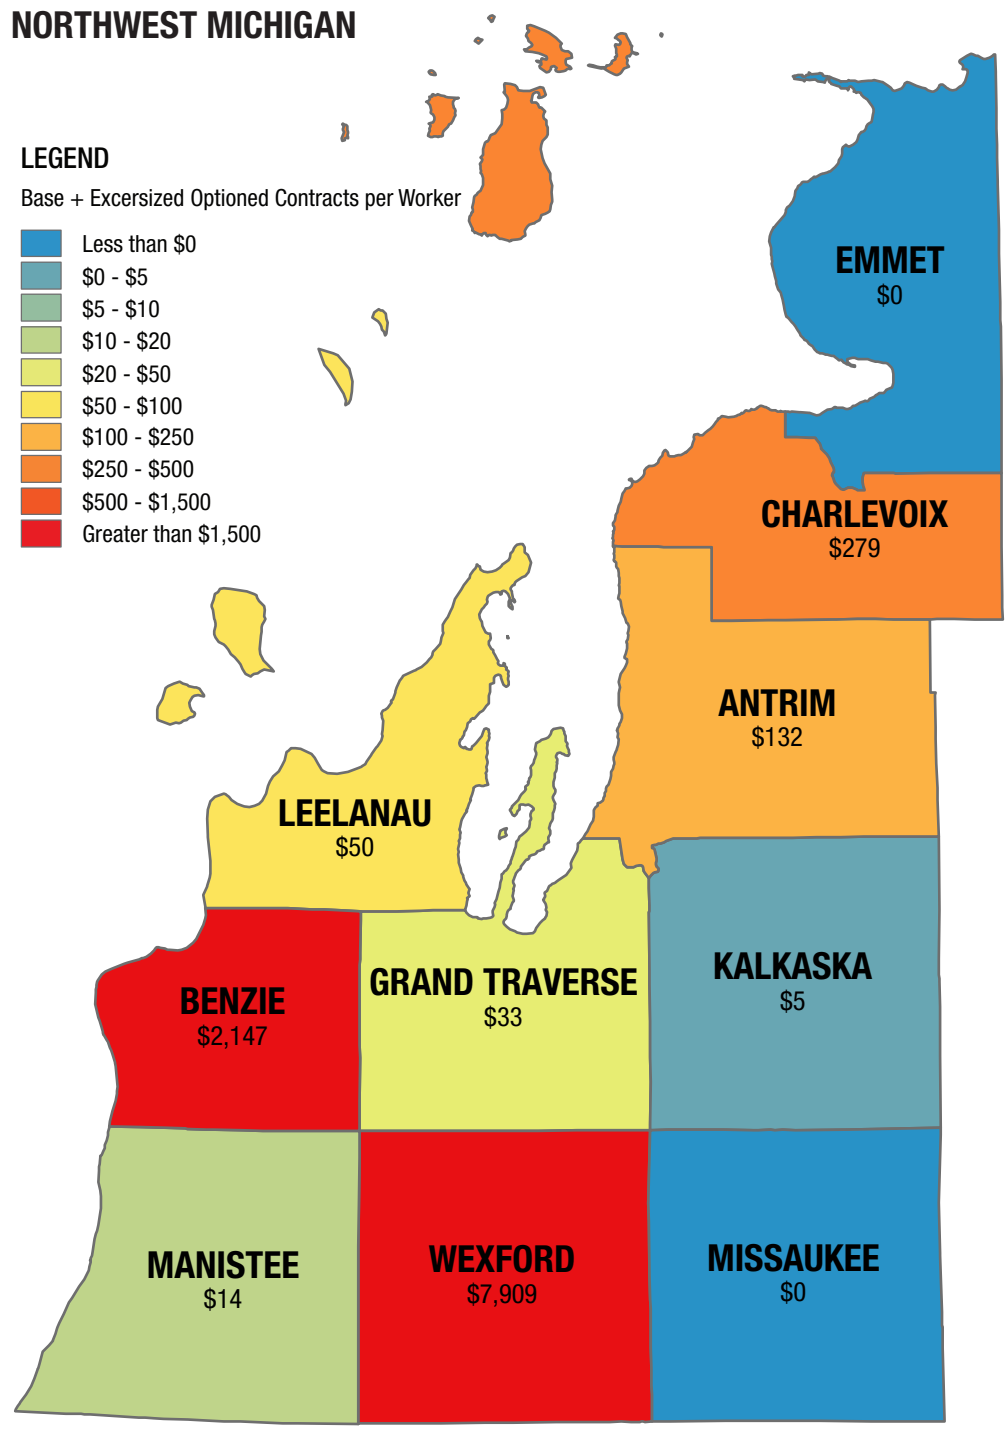 NORTHWEST MICHIGAN
LEGEND
Base + Excersized Optioned Contracts per Worker
Less than $0
$0 - $5
$5 - $10
$10 - $20
$20 - $50
$50 - $100
$100 - $250
$250 - $500
$500 - $1,500
Greater than $1,500
EMMET
$0
CHARLEVOIX
$279
ANTRIM
$132
LEELANAU
$50
KALKASKA
$5
GRAND TRAVERSE
$33
BENZIE
$2,147
MANISTEE
$14
WEXFORD
$7,909
MISSAUKEE
$0